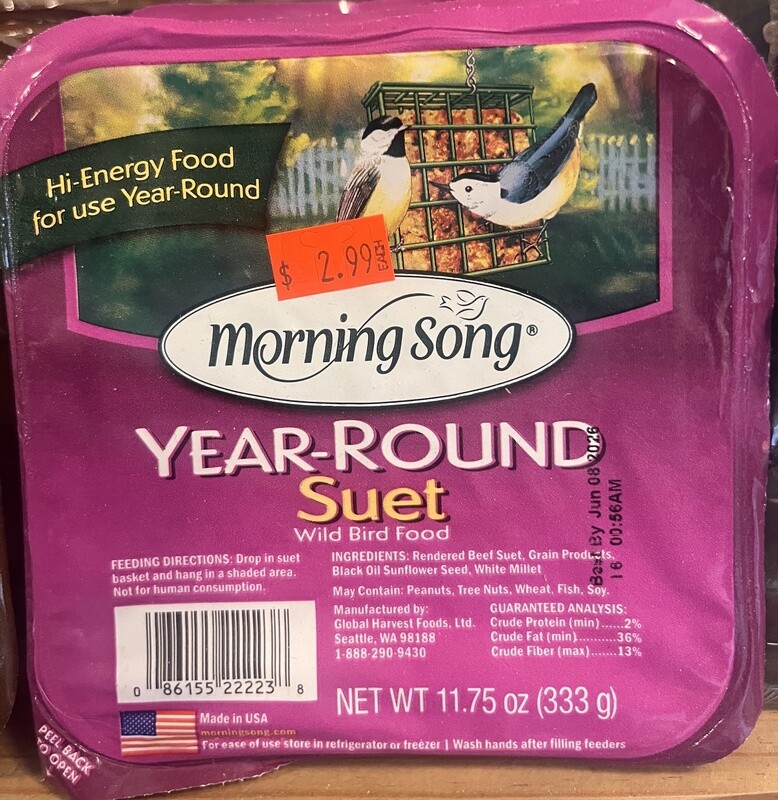 Hi-Energy Food
for use Year-Round
$ 2.99 EACH
Morning Song®
YEAR-ROUND
Suet
Wild Bird Food
Best By Jun 08 2026
16 00:56AM
FEEDING DIRECTIONS: Drop in suet
basket and hang in a shaded area.
Not for human consumption.
INGREDIENTS: Rendered Beef Suet, Grain Products,
Black Oil Sunflower Seed, White Millet
May Contain: Peanuts, Tree Nuts, Wheat, Fish, Soy.
Manufactured by:
Global Harvest Foods, Ltd.
Seattle, WA 98188
1-888-290-9430
GUARANTEED ANALYSIS:
Crude Protein (min)......2%
Crude Fat (min)..........36%
Crude Fiber (max).......13%
0 86155 22223 8
NET WT 11.75 oz (333 g)
Made in USA
morningsong.com
For ease of use store in refrigerator or freezer | Wash hands after filling feeders
PEEL BACK
TO OPEN